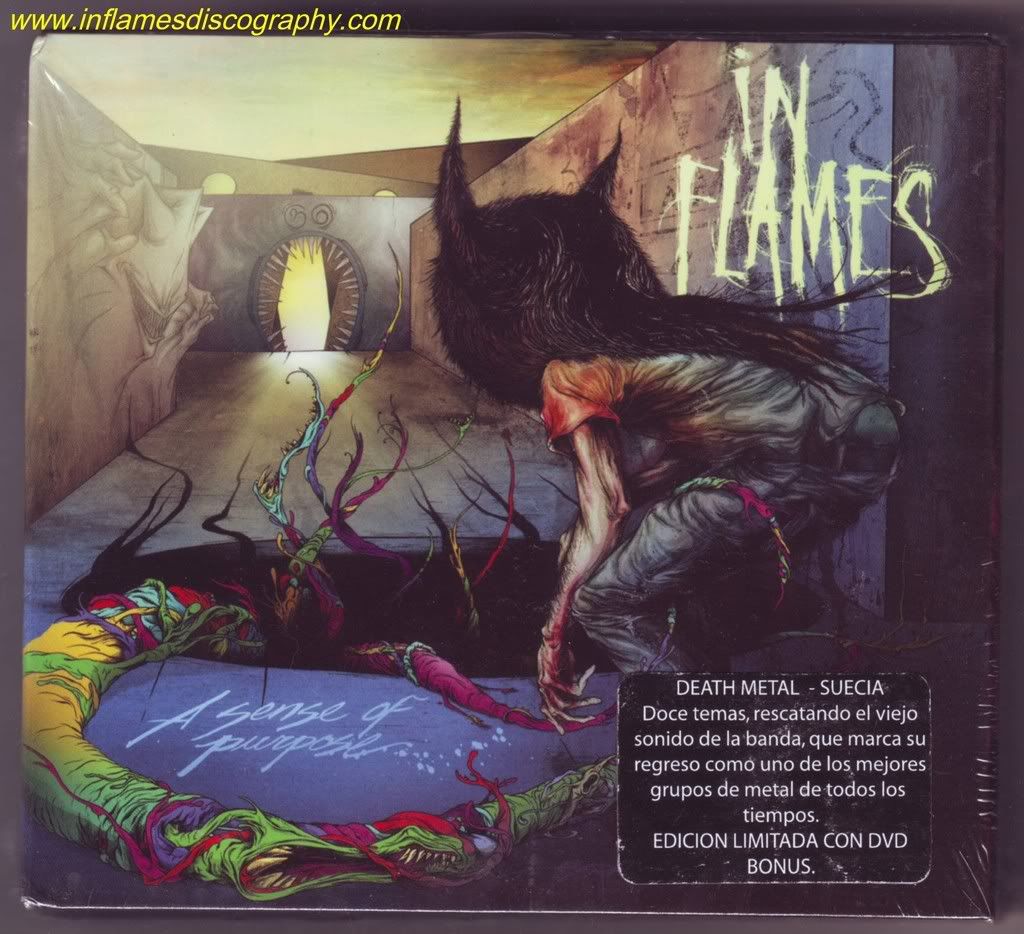 www.inflamesdiscography.com
IN
FLAMES
A sense of
purpose
DEATH METAL - SUECIA
Doce temas, rescatando el viejo
sonido de la banda, que marca su
regreso como uno de los mejores
grupos de metal de todos los
tiempos.
EDICION LIMITADA CON DVD
BONUS.